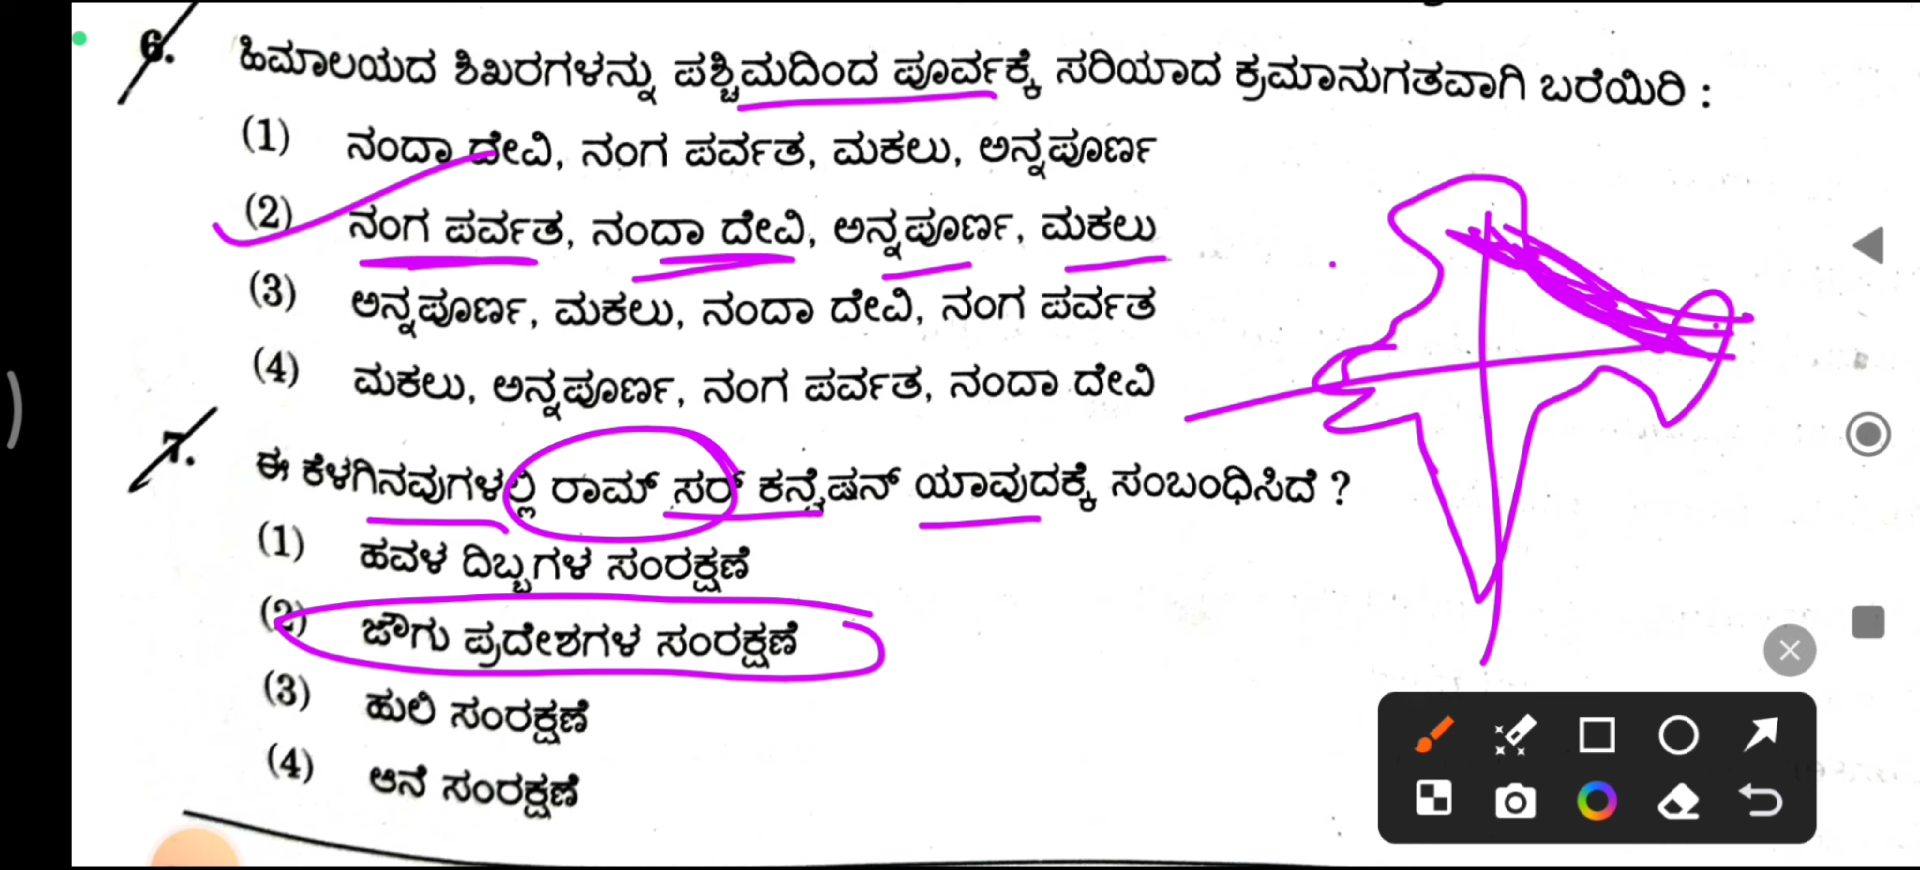 6. ಹಿಮಾಲಯದ ಶಿಖರಗಳನ್ನು ಪಶ್ಚಿಮದಿಂದ ಪೂರ್ವಕ್ಕೆ ಸರಿಯಾದ ಕ್ರಮಾನುಗತವಾಗಿ ಬರೆಯಿರಿ :
(1) ನಂದಾ ದೇವಿ, ನಂಗ ಪರ್ವತ, ಮಕಲು, ಅನ್ನಪೂರ್ಣ
(2) ನಂಗ ಪರ್ವತ, ನಂದಾ ದೇವಿ, ಅನ್ನಪೂರ್ಣ, ಮಕಲು
(3) ಅನ್ನಪೂರ್ಣ, ಮಕಲು, ನಂದಾ ದೇವಿ, ನಂಗ ಪರ್ವತ
(4) ಮಕಲು, ಅನ್ನಪೂರ್ಣ, ನಂಗ ಪರ್ವತ, ನಂದಾ ದೇವಿ
7. ಈ ಕೆಳಗಿನವುಗಳಲ್ಲಿ ರಾಮ್ ಸರ್ ಕನ್ವೆಷನ್ ಯಾವುದಕ್ಕೆ ಸಂಬಂಧಿಸಿದೆ ?
(1) ಹವಳ ದಿಬ್ಬಗಳ ಸಂರಕ್ಷಣೆ
(2) ಜೌಗು ಪ್ರದೇಶಗಳ ಸಂರಕ್ಷಣೆ
(3) ಹುಲಿ ಸಂರಕ್ಷಣೆ
(4) ಆನೆ ಸಂರಕ್ಷಣೆ